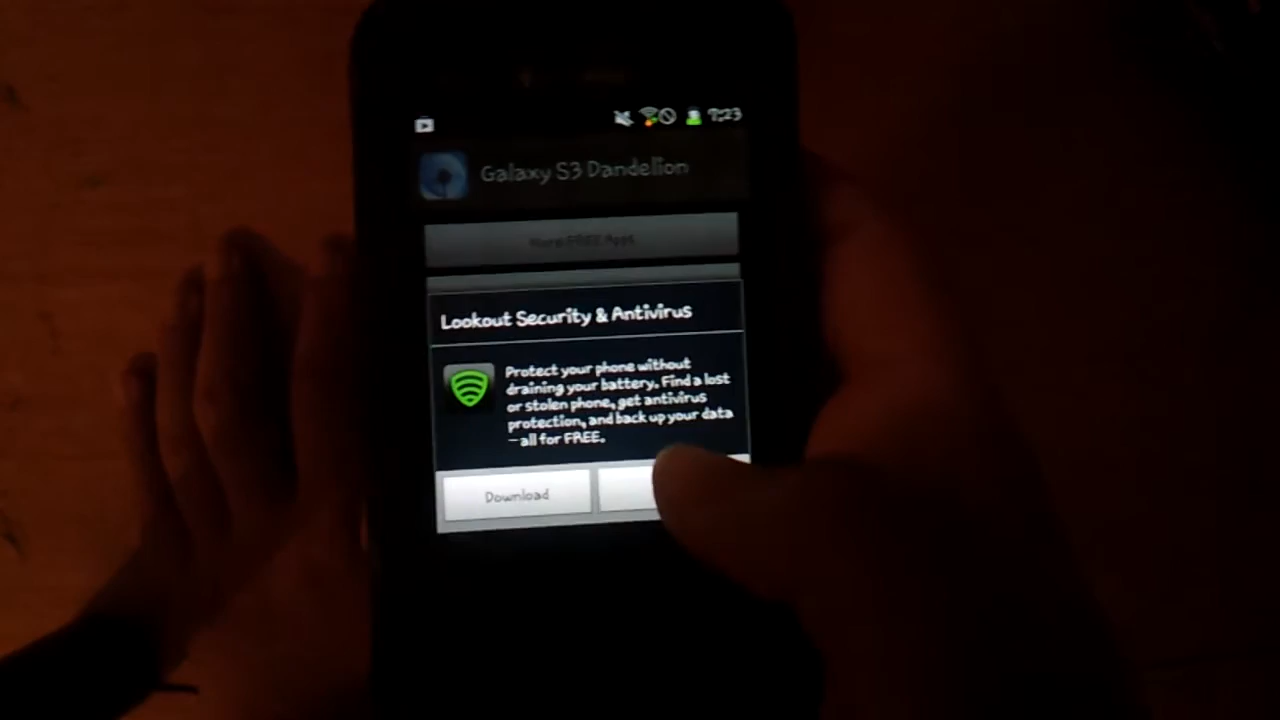 7:23
Galaxy S3 Dandelion
More FREE Apps
Lookout Security & Antivirus
Protect your phone without
draining your battery. Find a lost
or stolen phone, get antivirus
protection, and back up your data
—all for FREE.
Download